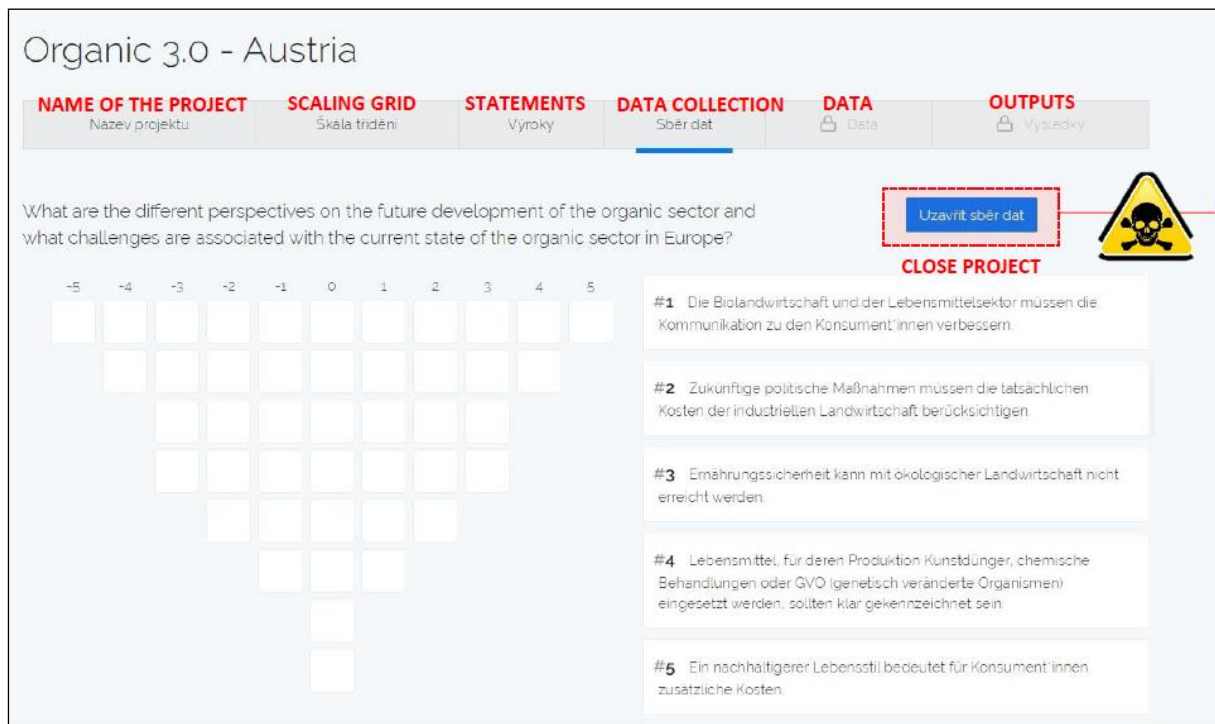 Organic 3.0 - Austria
NAME OF THE PROJECT SCALING GRID STATEMENTS DATA COLLECTION DATA OUTPUTS
Název projektu Škála třídění Výroky Sběr dat Data Výsledky
What are the different perspectives on the future development of the organic sector and
what challenges are associated with the current state of the organic sector in Europe?
Uzavřít sběr dat
CLOSE PROJECT
-5 -4 -3 -2 -1 0 1 2 3 4 5
#1 Die Biolandwirtschaft und der Lebensmittelsektor müssen die
Kommunikation zu den Konsument*innen verbessern.
#2 Zukünftige politische Maßnahmen müssen die tatsächlichen
Kosten der industriellen Landwirtschaft berücksichtigen.
#3 Ernährungssicherheit kann mit ökologischer Landwirtschaft nicht
erreicht werden.
#4 Lebensmittel, für deren Produktion Kunstdünger, chemische
Behandlungen oder GVO (genetisch veränderte Organismen)
eingesetzt werden, sollten klar gekennzeichnet sein.
#5 Ein nachhaltigerer Lebensstil bedeutet für Konsument*innen
zusätzliche Kosten.